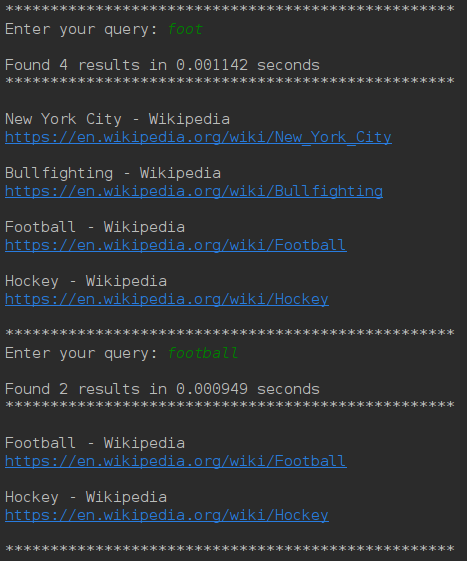 **************************************************
Enter your query: foot
Found 4 results in 0.001142 seconds
**************************************************
New York City - Wikipedia
https://en.wikipedia.org/wiki/New_York_City
Bullfighting - Wikipedia
https://en.wikipedia.org/wiki/Bullfighting
Football - Wikipedia
https://en.wikipedia.org/wiki/Football
Hockey - Wikipedia
https://en.wikipedia.org/wiki/Hockey
**************************************************
Enter your query: football
Found 2 results in 0.000949 seconds
**************************************************
Football - Wikipedia
https://en.wikipedia.org/wiki/Football
Hockey - Wikipedia
https://en.wikipedia.org/wiki/Hockey
**************************************************